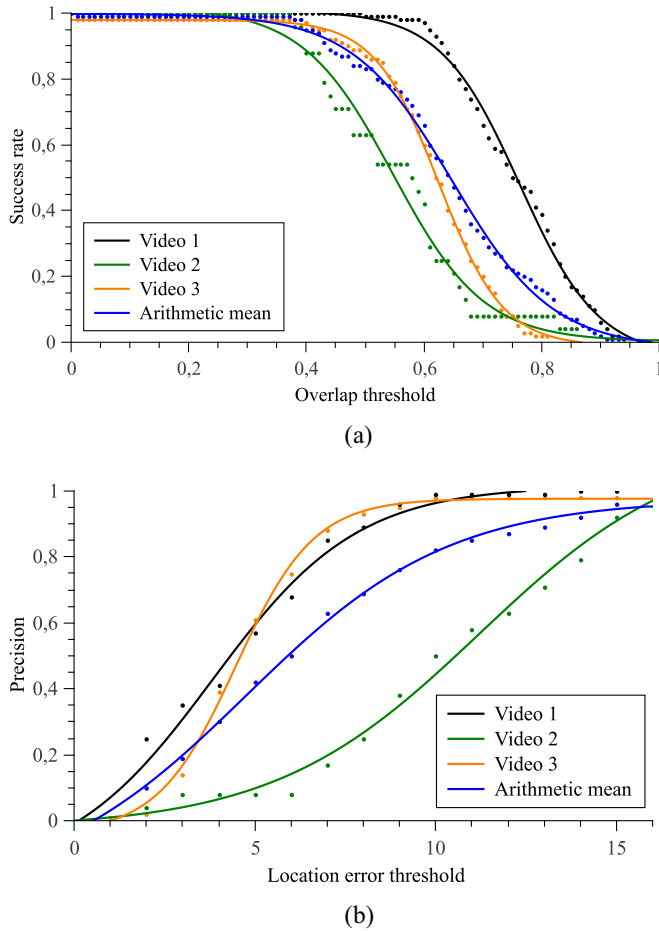 1
0,8
0,6
0,4
0,2
0
Success rate
Video 1
Video 2
Video 3
Arithmetic mean
0 0,2 0,4 0,6 0,8 1
Overlap threshold
(a)
1
0,8
0,6
0,4
0,2
0
Precision
Video 1
Video 2
Video 3
Arithmetic mean
0 5 10 15
Location error threshold
(b)